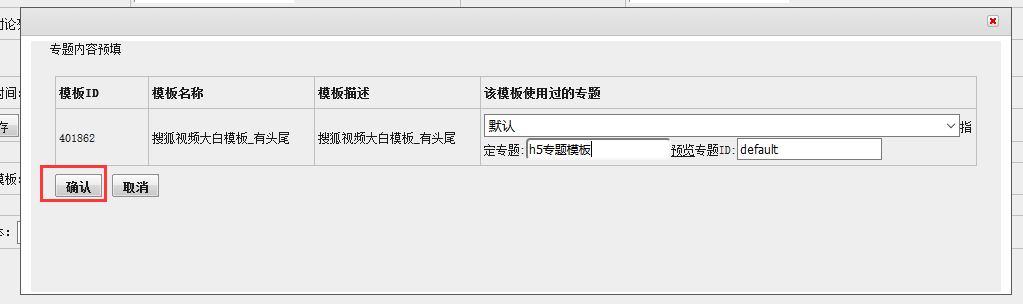 讨论
专题内容预填
时间:
模板ID 模板名称 模板描述 该模板使用过的专题
存
401862 搜狐视频大白模板_有头尾 搜狐视频大白模板_有头尾 默认 指
定专题: h5专题模板 预览专题ID: default
模板:
确认 取消
本: